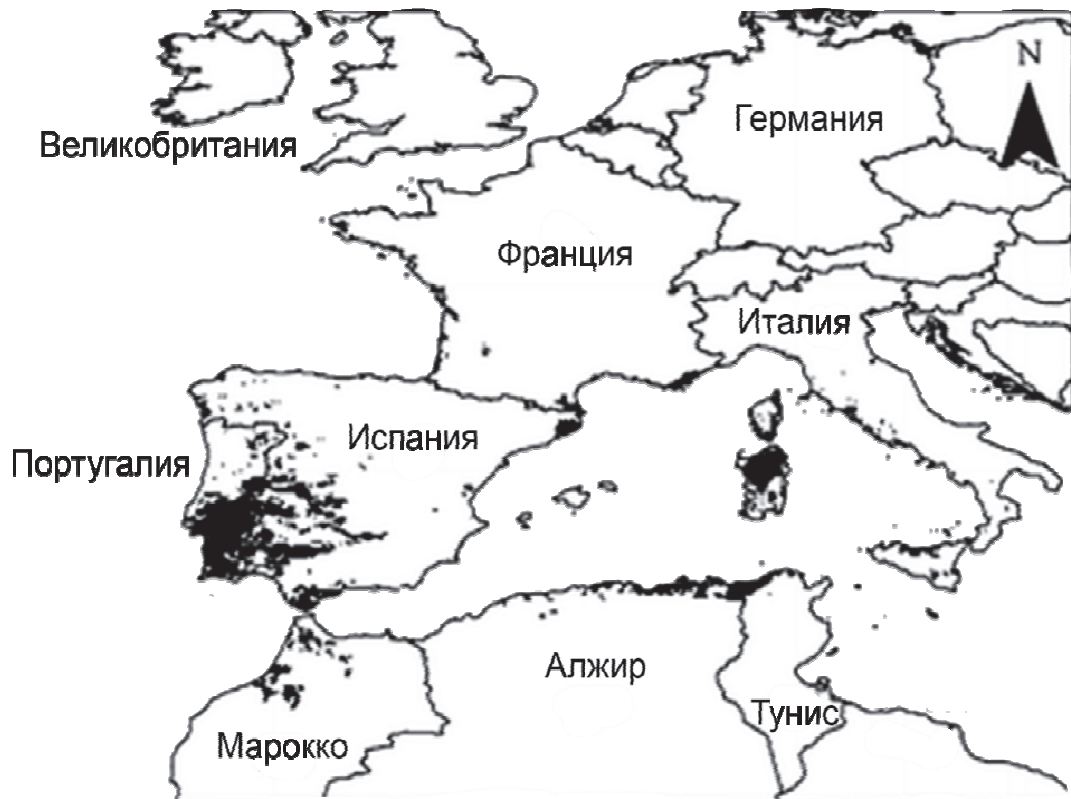 N
Германия
Великобритания
Франция
Италия
Испания
Португалия
Алжир
Тунис
Марокко